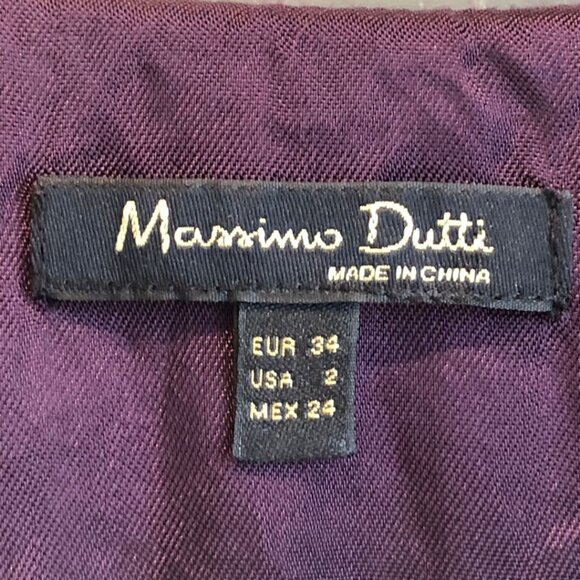 Massimo Dutti
MADE IN CHINA
EUR 34
USA 2
MEX 24